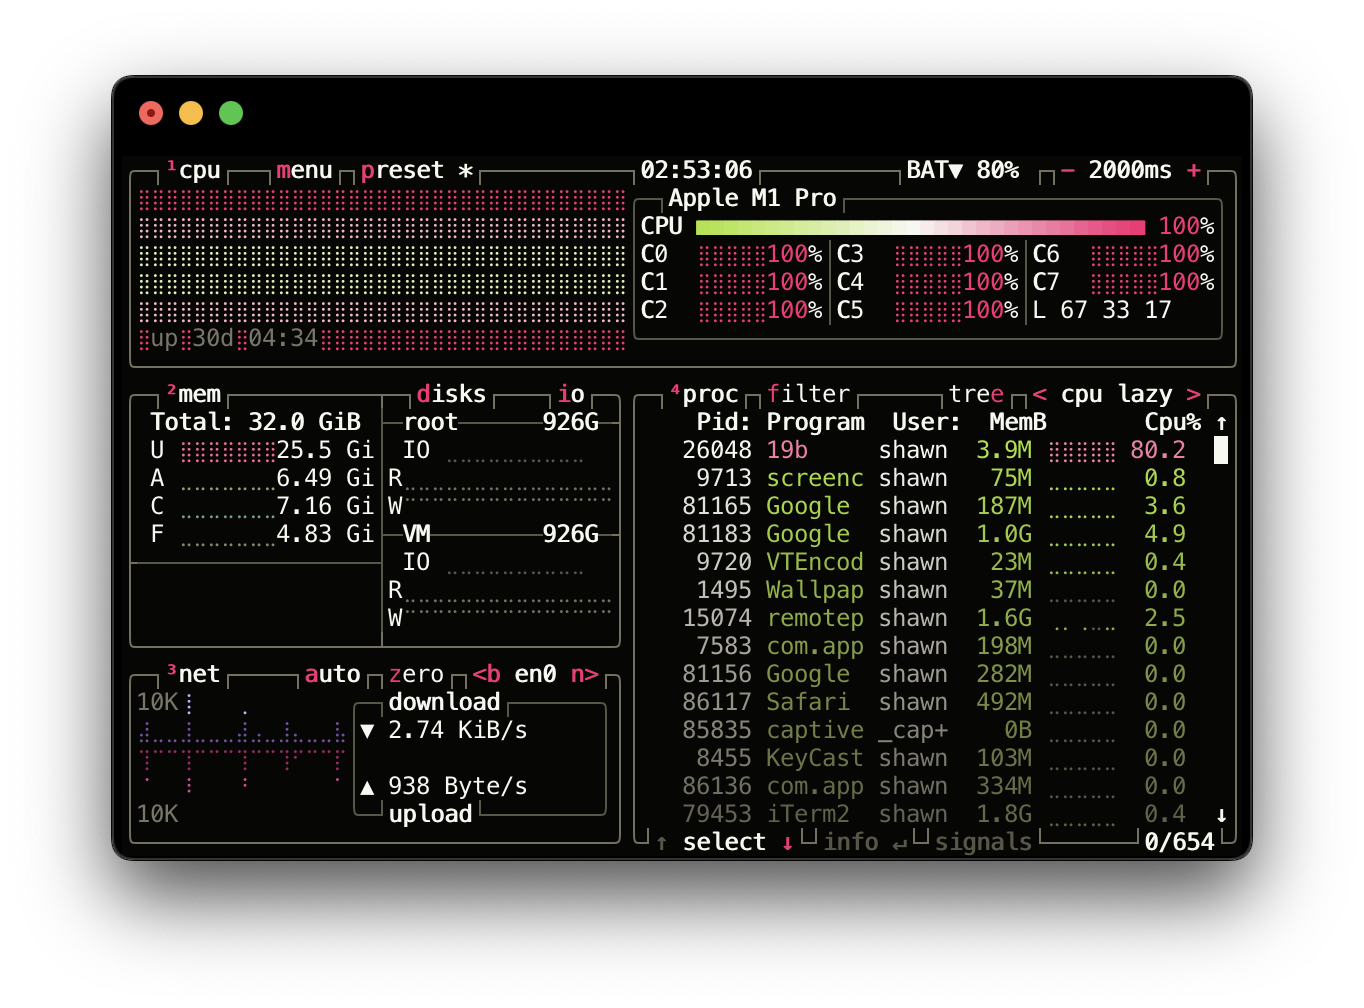 ¹cpu menu preset * 02:53:06 BAT▼ 80% - 2000ms +
Apple M1 Pro
CPU 100%
C0 100% C3 100% C6 100%
C1 100% C4 100% C7 100%
C2 100% C5 100% L 67 33 17
up 30d 04:34
²mem disks io
Total: 32.0 GiB root 926G
U 25.5 Gi IO
A 6.49 Gi R
C 7.16 Gi W
F 4.83 Gi VM 926G
IO
R
W
³net auto zero <b en0 n>
10K download
▼ 2.74 KiB/s
▲ 938 Byte/s
10K upload
⁴proc filter tree < cpu lazy >
Pid: Program User: MemB Cpu% ↑
26048 19b shawn 3.9M 80.2
9713 screenc shawn 75M 0.8
81165 Google shawn 187M 3.6
81183 Google shawn 1.0G 4.9
9720 VTEncod shawn 23M 0.4
1495 Wallpap shawn 37M 0.0
15074 remotep shawn 1.6G 2.5
7583 com.app shawn 198M 0.0
81156 Google shawn 282M 0.0
86117 Safari shawn 492M 0.0
85835 captive _cap+ 0B 0.0
8455 KeyCast shawn 103M 0.0
86136 com.app shawn 334M 0.0
79453 iTerm2 shawn 1.8G 0.4 ↓
↑ select ↓ info ↵ signals 0/654